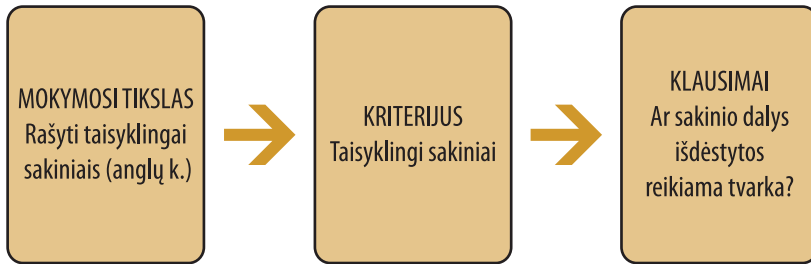 MOKYMOSI TIKSLAS
Rašyti taisyklingai
sakiniais (anglų k.)
KRITERIJUS
Taisyklingi sakiniai
KLAUSIMAI
Ar sakinio dalys
išdėstytos
reikiama tvarka?